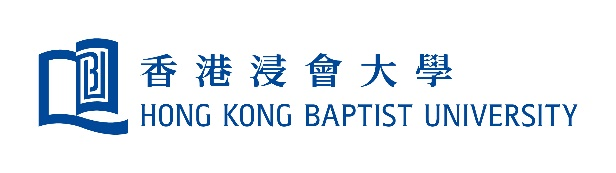 香港浸會大學
HONG KONG BAPTIST UNIVERSITY